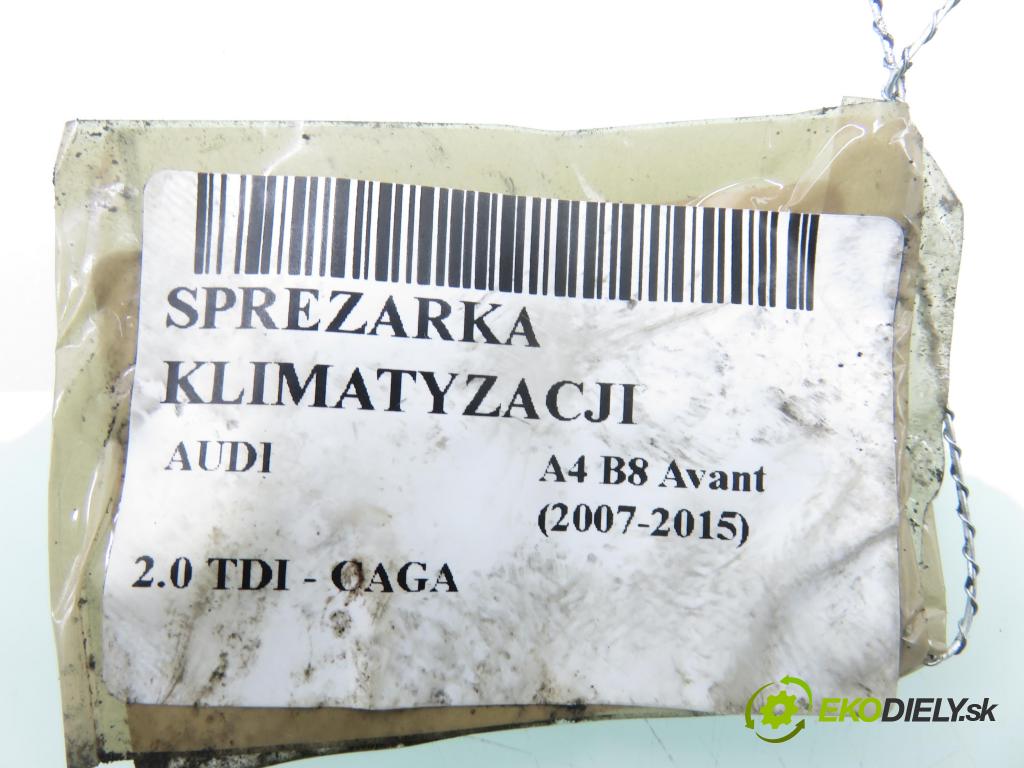 SPREZARKA
KLIMATYZACJI
AUDI
A4 B8 Avant
(2007-2015)
2.0 TDI - CAGA
EKODIELY.sk